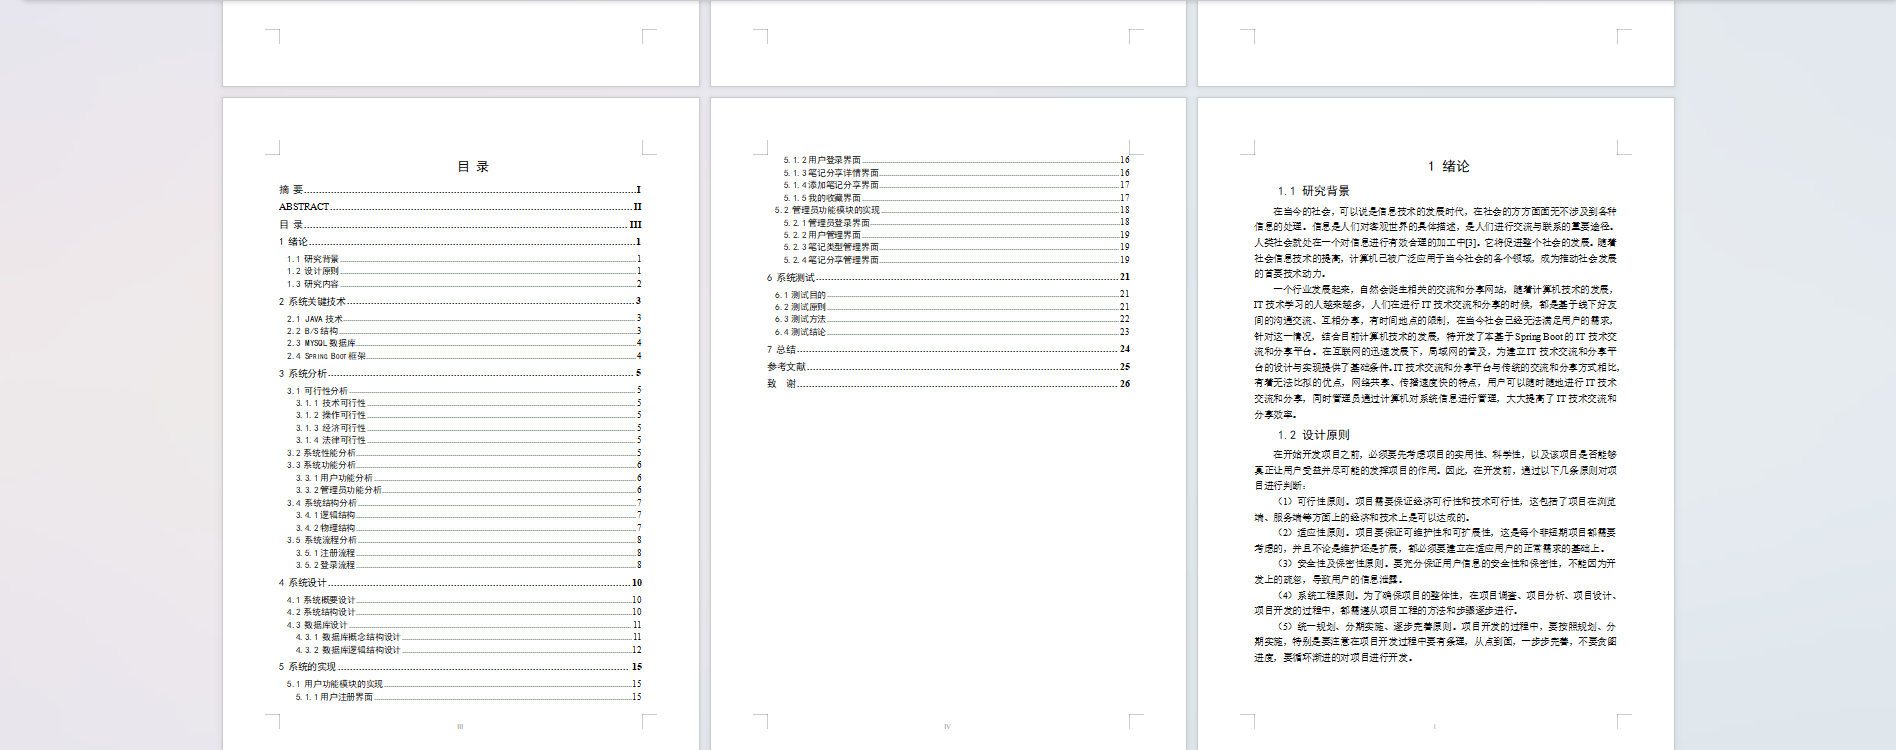 目 录
摘 要 I
ABSTRACT II
目 录 III
1 绪论 1
1.1 研究背景 1
1.2 设计原则 1
1.3 研究内容 2
2 系统关键技术 3
2.1 JAVA 技术 3
2.2 B/S 结构 3
2.3 MYSQL 数据库 4
2.4 SPRING BOOT 框架 4
3 系统分析 5
3.1 可行性分析 5
3.1.1 技术可行性 5
3.1.2 操作可行性 5
3.1.3 经济可行性 5
3.1.4 法律可行性 5
3.2 系统性能分析 5
3.3 系统功能分析 6
3.3.1 用户功能分析 6
3.3.2 管理员功能分析 6
3.4 系统结构分析 7
3.4.1 逻辑结构 7
3.4.2 物理结构 7
3.5 系统流程分析 8
3.5.1 注册流程 8
3.5.2 登录流程 8
4 系统设计 10
4.1 系统概要设计 10
4.2 系统结构设计 10
4.3 数据库设计 11
4.3.1 数据库概念结构设计 11
4.3.2 数据库逻辑结构设计 12
5 系统的实现 15
5.1 用户功能模块的实现 15
5.1.1 用户注册界面 15
III
5.1.2 用户登录界面 16
5.1.3 笔记分享详情界面 16
5.1.4 添加笔记分享界面 17
5.1.5 我的收藏界面 17
5.2 管理员功能模块的实现 18
5.2.1 管理员登录界面 18
5.2.2 用户管理界面 19
5.2.3 笔记类型管理界面 19
5.2.4 笔记分享管理界面 19
6 系统测试 21
6.1 测试目的 21
6.2 测试原则 21
6.3 测试方法 22
6.4 测试结论 23
7 总结 24
参考文献 25
致 谢 26
IV
1 绪论
1.1 研究背景
在当今的社会，可以说是信息技术的发展时代，在社会的方方面面无不涉及到各种
信息的处理。信息是人们对客观世界的具体描述，是人们进行交流与联系的重要途径。
人类社会就处在一个对信息进行有效合理的加工中[3]。它将促进整个社会的发展。随着
社会信息技术的提高，计算机已被广泛应用于当今社会的各个领域，成为推动社会发展
的首要技术动力。
一个行业发展起来，自然会诞生相关的交流和分享网站，随着计算机技术的发展，
IT 技术学习的人越来越多，人们在进行 IT 技术交流和分享的时候，都是基于线下好友
间的沟通交流、互相分享，有时间地点的限制，在当今社会已经无法满足用户的需求，
针对这一情况，结合目前计算机技术的发展，特开发了本基于 Spring Boot 的 IT 技术交
流和分享平台。在互联网的迅速发展下，局域网的普及，为建立 IT 技术交流和分享平
台的设计与实现提供了基础条件。IT 技术交流和分享平台与传统的交流和分享方式相比，
有着无法比拟的优点，网络共享、传播速度快的特点，用户可以随时随地进行 IT 技术
交流和分享，同时管理员通过计算机对系统信息进行管理，大大提高了 IT 技术交流和
分享效率。
1.2 设计原则
在开始开发项目之前，必须要先考虑项目的实用性、科学性，以及该项目是否能够
真正让用户受益并尽可能的发挥项目的作用。因此，在开发前，通过以下几条原则对项
目进行判断：
（1）可行性原则。项目需要保证经济可行性和技术可行性，这包括了项目在浏览
端、服务端等方面上的经济和技术上是可以达成的。
（2）适应性原则。项目要保证可维护性和可扩展性，这是每个非短期项目都需要
考虑的，并且不论是维护还是扩展，都必须要建立在适应用户的正常需求的基础上。
（3）安全性及保密性原则。要充分保证用户信息的安全性和保密性，不能因为开
发上的疏忽，导致用户的信息泄露。
（4）系统工程原则。为了确保项目的整体性，在项目调查、项目分析、项目设计、
项目开发的过程中，都需遵从项目工程的方法和步骤逐步进行。
（5）统一规划、分期实施、逐步完善原则。项目开发的过程中，要按照规划、分
期实施，特别是要注意在项目开发过程中要有条理，从点到面，一步步完善，不要贪图
进度，要循环渐进的对项目进行开发。